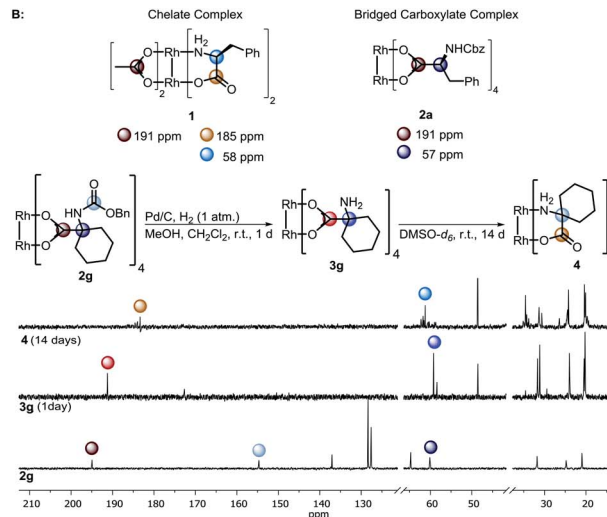 B:
Chelate Complex
Bridged Carboxylate Complex
O Rh H2N Ph
O Rh O O
2 2
1
Rh O NHCbz
Rh O Ph
4
2a
191 ppm 185 ppm
58 ppm
191 ppm
57 ppm
O
HN OBn
Rh O
Rh O
4
2g
Pd/C, H2 (1 atm.)
MeOH, CH2Cl2, r.t., 1 d
NH2
Rh O
Rh O
4
3g
DMSO-d6, r.t., 14 d
H2
Rh N
Rh O O
4
4
4 (14 days)
3g (1day)
2g
210 200 190 180 170 160 150 140 130 60 50 30 20
ppm